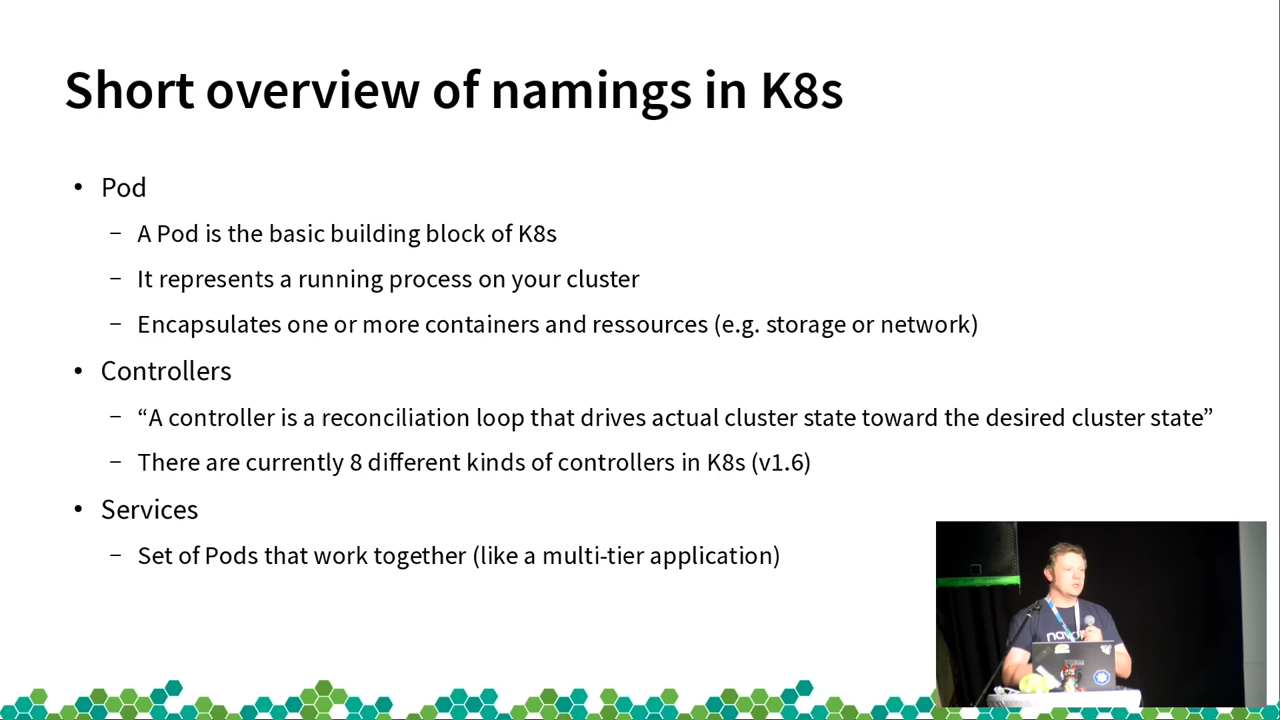 Short overview of namings in K8s
• Pod
– A Pod is the basic building block of K8s
– It represents a running process on your cluster
– Encapsulates one or more containers and ressources (e.g. storage or network)
• Controllers
– “A controller is a reconciliation loop that drives actual cluster state toward the desired cluster state”
– There are currently 8 different kinds of controllers in K8s (v1.6)
• Services
– Set of Pods that work together (like a multi-tier application)